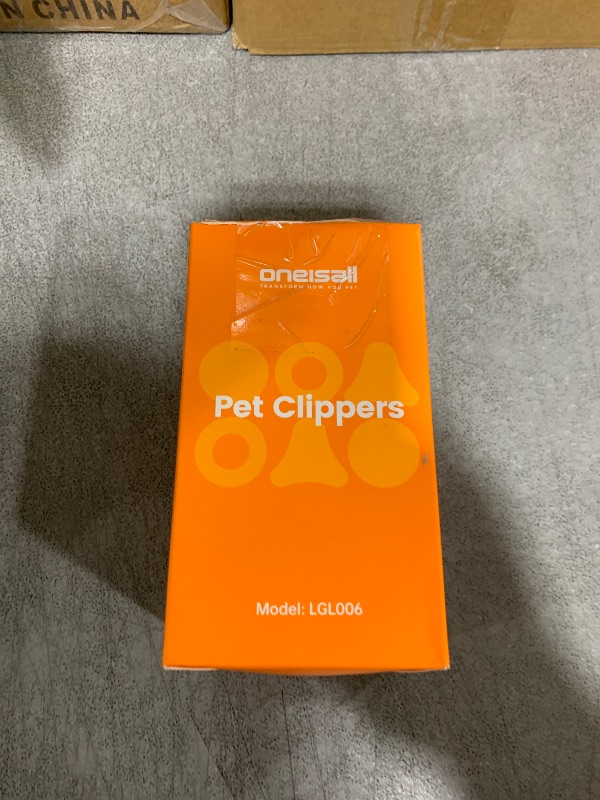 N CHINA
oneisall
TRANSFORM HOW YOU PET
Pet Clippers
Model: LGL006